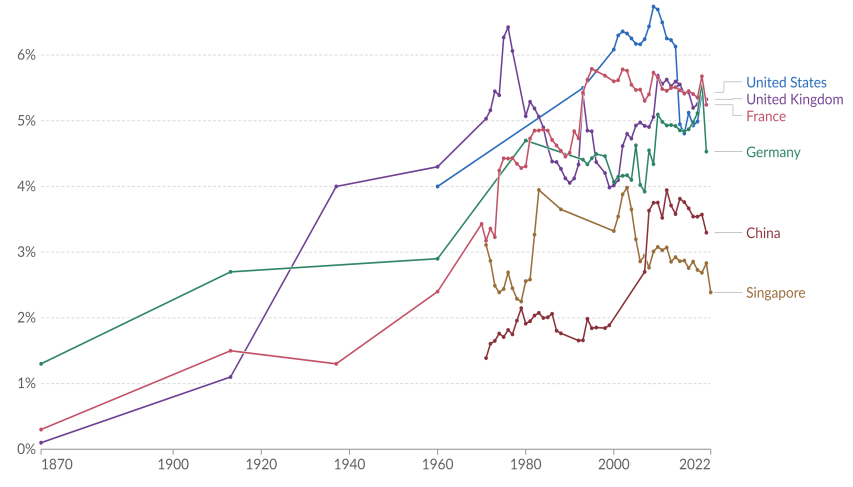 6%
United States
United Kingdom
France
5%
Germany
4%
3%
China
Singapore
2%
1%
0%
1870 1900 1920 1940 1960 1980 2000 2022